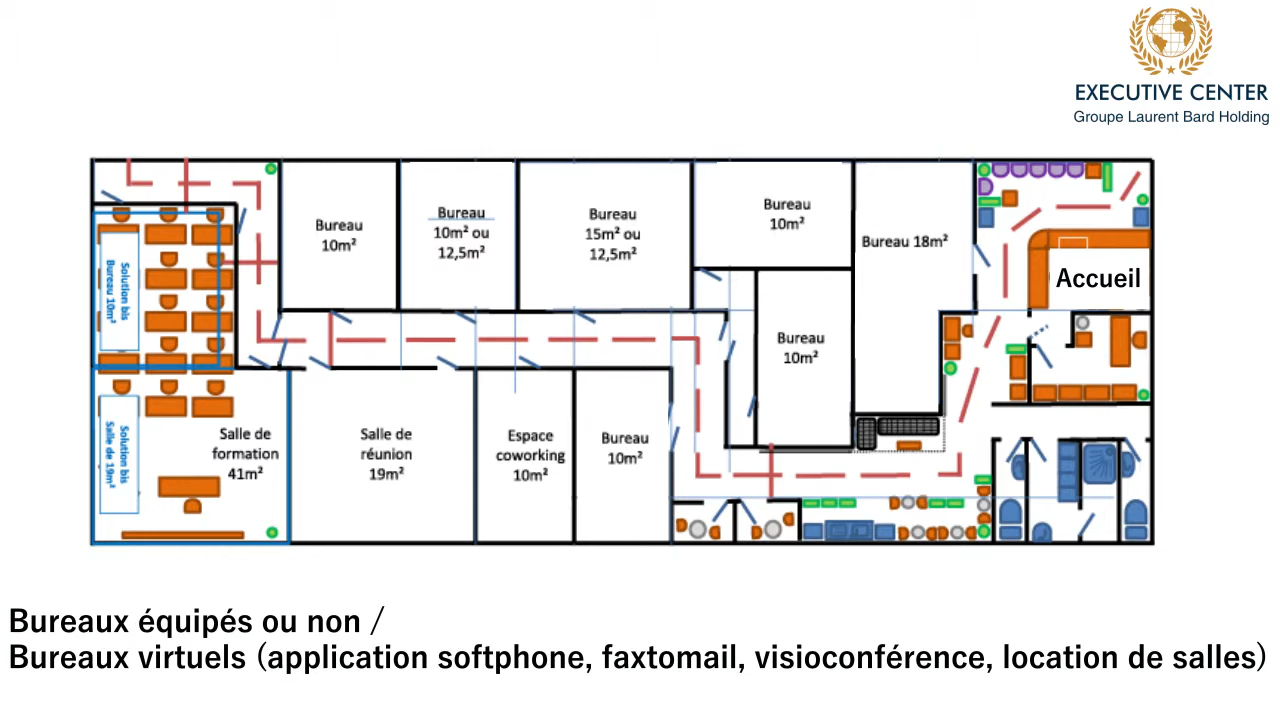 EXECUTIVE CENTER
Groupe Laurent Bard Holding
Bureau
10m²
Bureau
10m² ou
12,5m²
Bureau
15m² ou
12,5m²
Bureau
10m²
Bureau 18m²
Accueil
Solution bis
Bureau 10m²
Bureau
10m²
Solution bis
Salle de 19m²
Salle de
formation
41m²
Salle de
réunion
19m²
Espace
coworking
10m²
Bureau
10m²
Bureaux équipés ou non /
Bureaux virtuels (application softphone, faxtomail, visioconférence, location de salles)